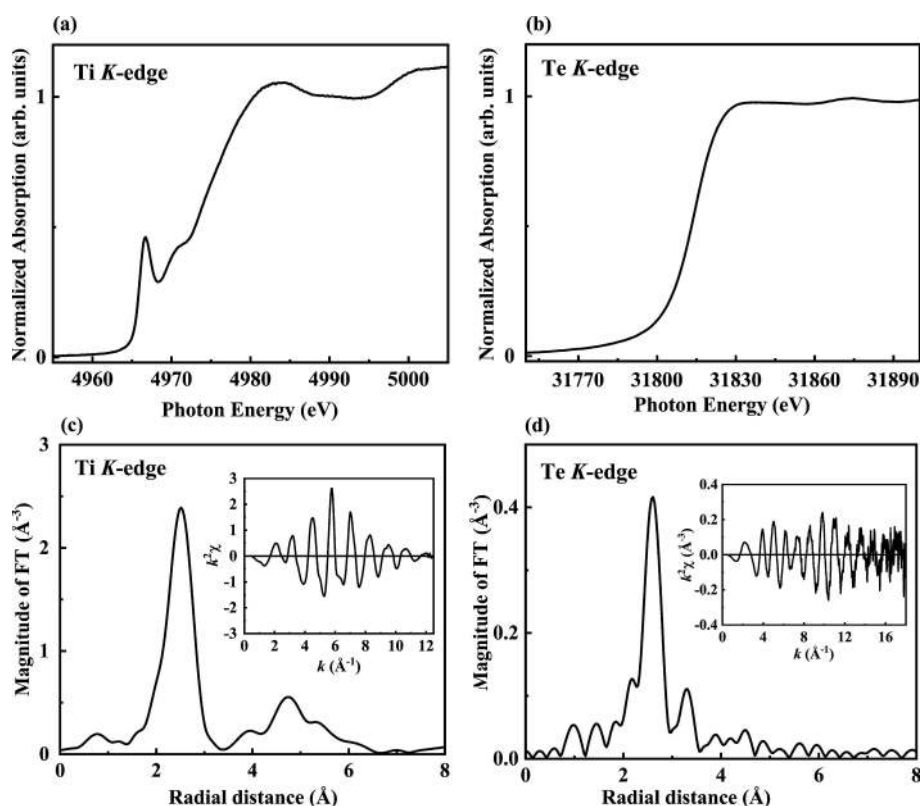 (a)
Ti K-edge
Normalized Absorption (arb. units)
1
0
4960 4970 4980 4990 5000
Photon Energy (eV)
(b)
Te K-edge
Normalized Absorption (arb. units)
1
0
31770 31800 31830 31860 31890
Photon Energy (eV)
(c)
Ti K-edge
Magnitude of FT (Å⁻³)
3
2
1
0
0 2 4 6 8
Radial distance (Å)
k²χ
3
2
1
0
-1
-2
-3
0 2 4 6 8 10 12
k (Å⁻¹)
(d)
Te K-edge
Magnitude of FT (Å⁻³)
0.4
0.2
0.0
0 2 4 6 8
Radial distance (Å)
k²χ (Å⁻³)
0.4
0.2
0.0
-0.2
-0.4
0 4 8 12 16
k (Å⁻¹)